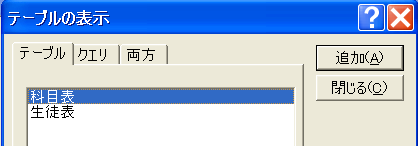 テーブルの表示
テーブル クエリ 両方
追加(A)
閉じる(C)
科目表
生徒表